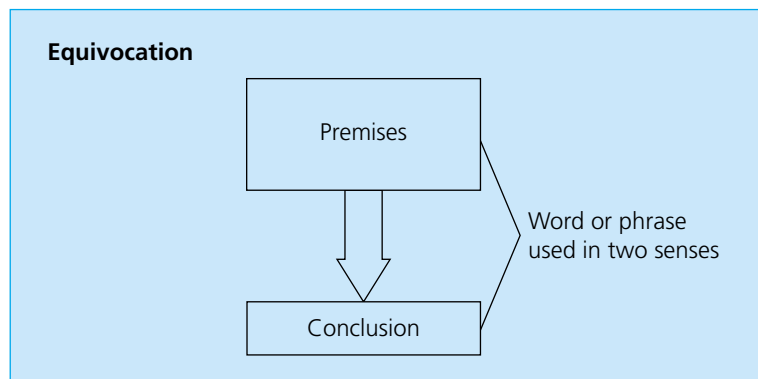 Equivocation
Premises
Word or phrase
used in two senses
Conclusion